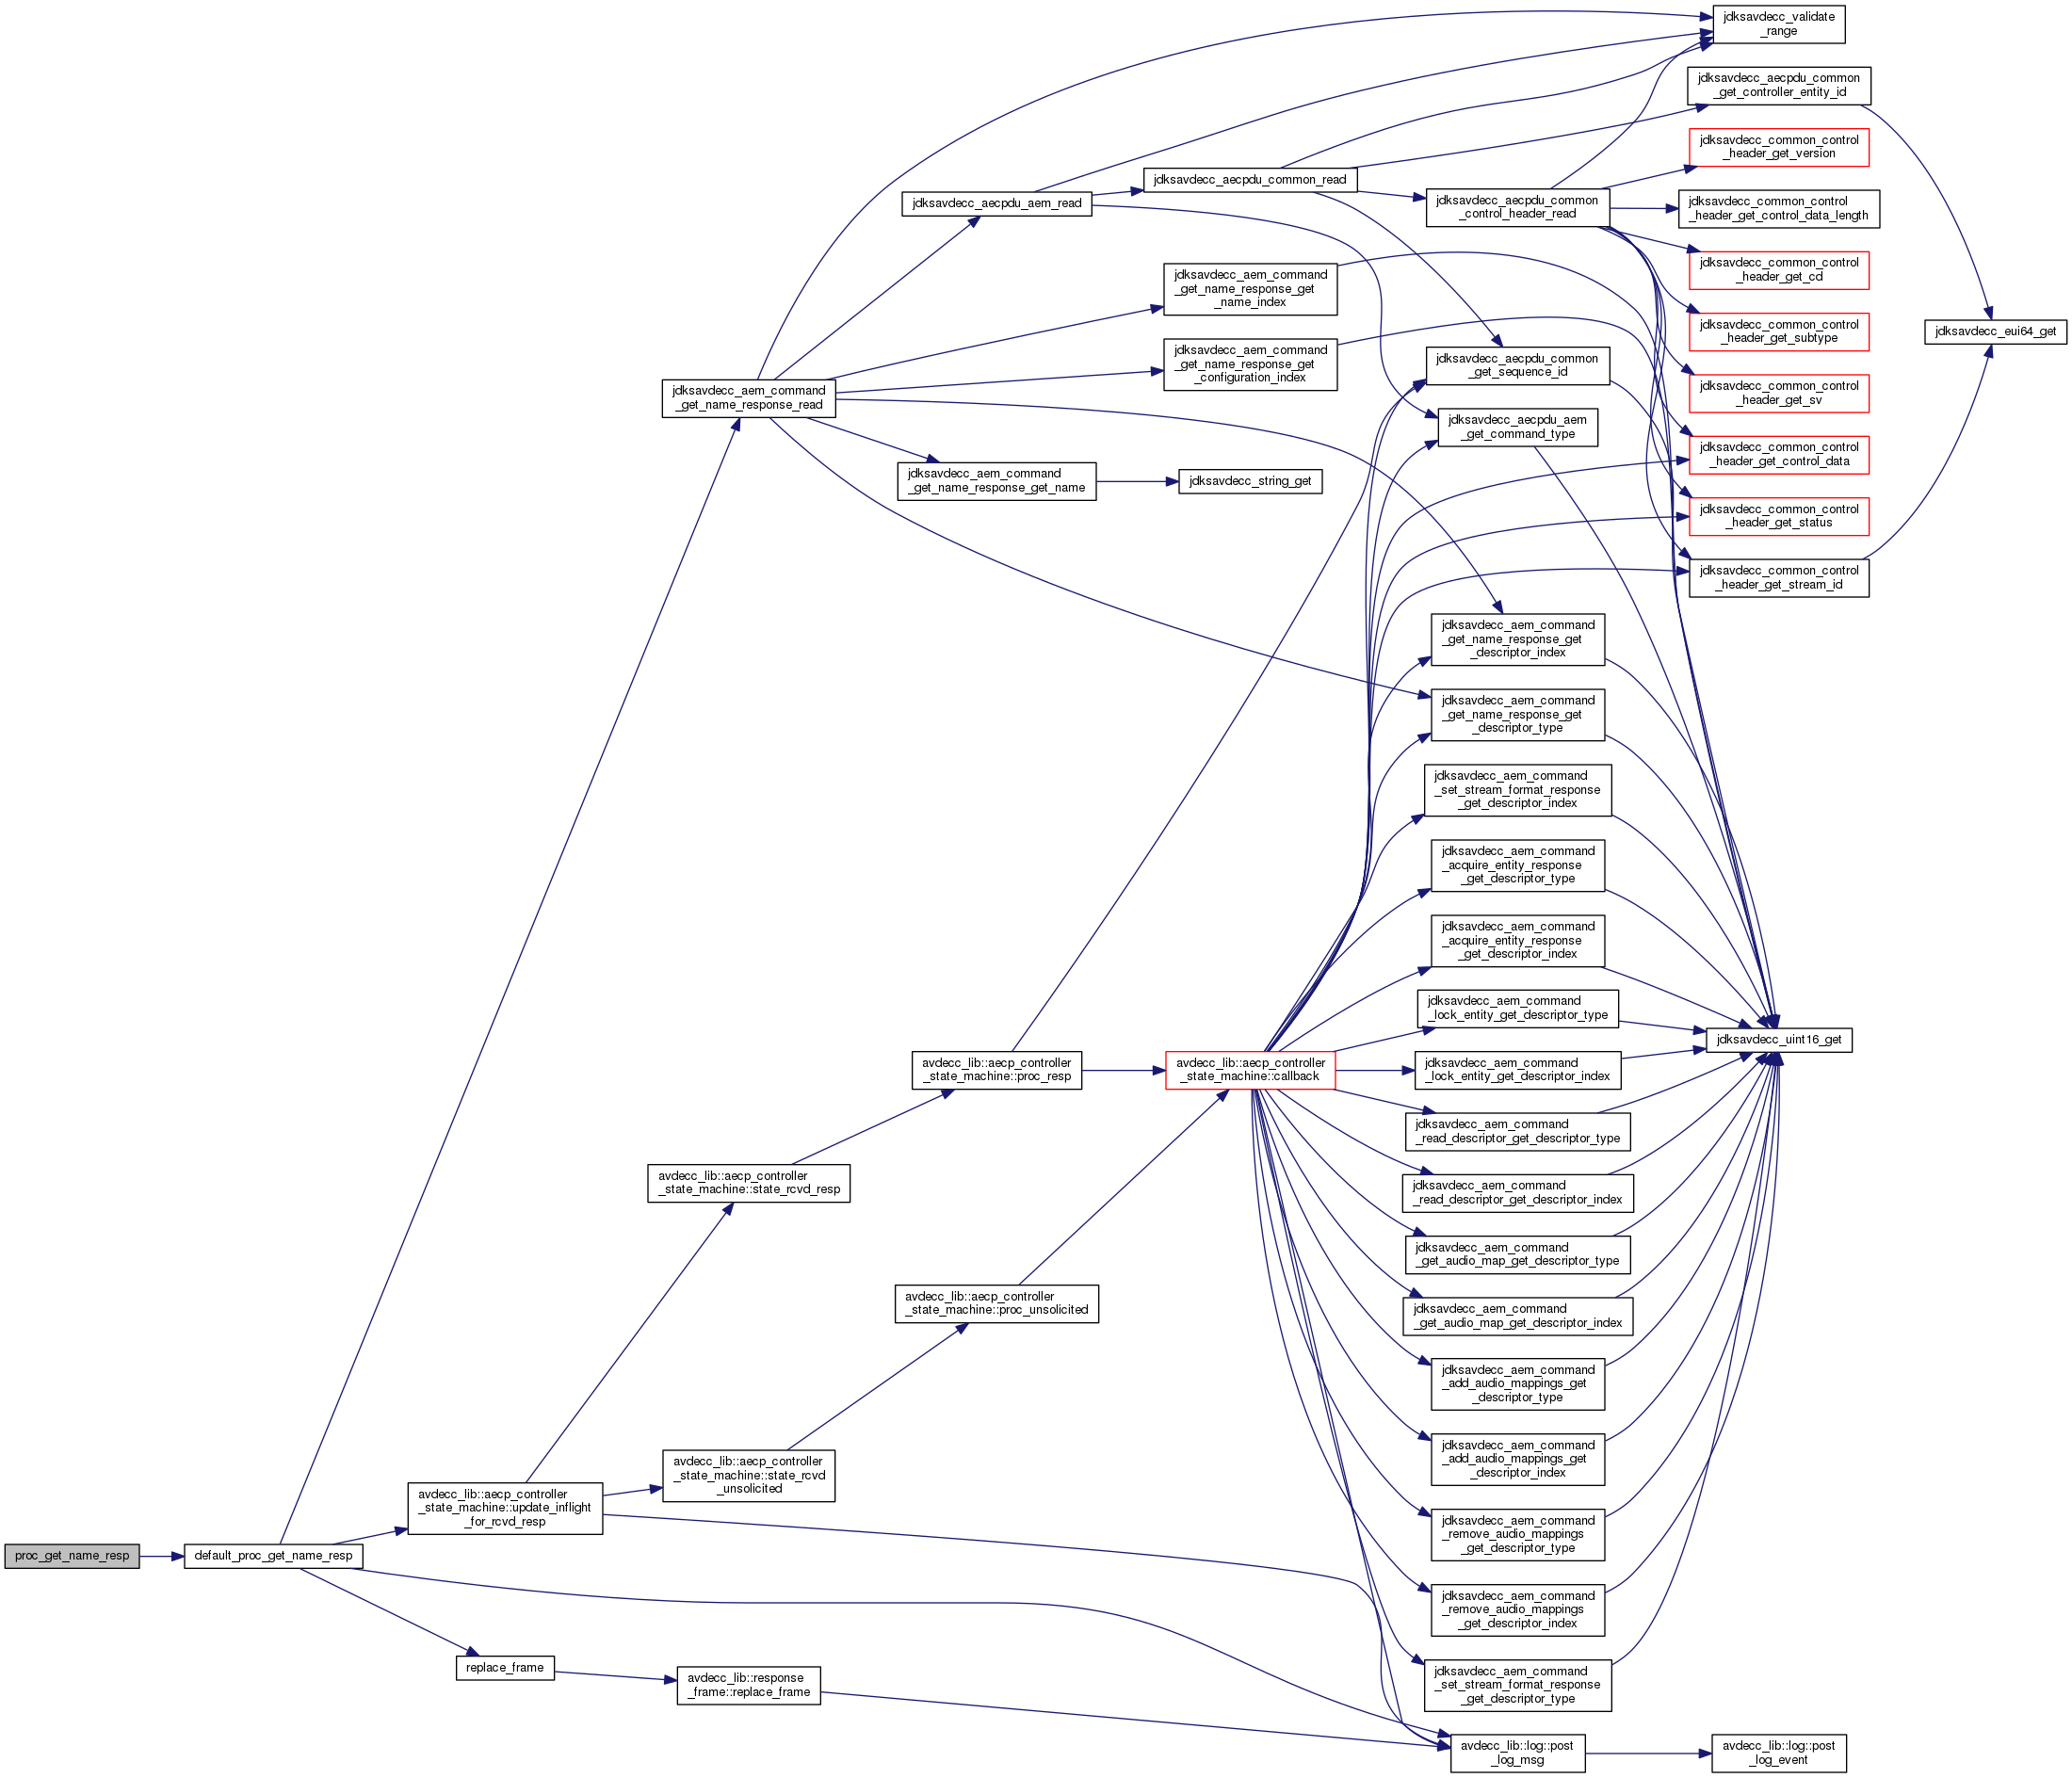 proc_get_name_resp
default_proc_get_name_resp
jdksavdecc_aem_command
_get_name_response_read
avdecc_lib::aecp_controller
_state_machine::update_inflight
_for_rcvd_resp
replace_frame
avdecc_lib::aecp_controller
_state_machine::state_rcvd_resp
avdecc_lib::aecp_controller
_state_machine::state_rcvd
_unsolicited
avdecc_lib::response
_frame::replace_frame
jdksavdecc_aecpdu_aem_read
jdksavdecc_aem_command
_get_name_response_get_name
avdecc_lib::aecp_controller
_state_machine::proc_resp
avdecc_lib::aecp_controller
_state_machine::proc_unsolicited
jdksavdecc_aecpdu_common_read
jdksavdecc_aem_command
_get_name_response_get
_name_index
jdksavdecc_aem_command
_get_name_response_get
_configuration_index
jdksavdecc_string_get
avdecc_lib::aecp_controller
_state_machine::callback
jdksavdecc_aecpdu_common
_control_header_read
jdksavdecc_aecpdu_common
_get_sequence_id
jdksavdecc_aecpdu_aem
_get_command_type
jdksavdecc_aem_command
_get_name_response_get
_descriptor_index
jdksavdecc_aem_command
_get_name_response_get
_descriptor_type
jdksavdecc_aem_command
_set_stream_format_response
_get_descriptor_index
jdksavdecc_aem_command
_acquire_entity_response
_get_descriptor_type
jdksavdecc_aem_command
_acquire_entity_response
_get_descriptor_index
jdksavdecc_aem_command
_lock_entity_get_descriptor_type
jdksavdecc_aem_command
_lock_entity_get_descriptor_index
jdksavdecc_aem_command
_read_descriptor_get_descriptor_type
jdksavdecc_aem_command
_read_descriptor_get_descriptor_index
jdksavdecc_aem_command
_get_audio_map_get_descriptor_type
jdksavdecc_aem_command
_get_audio_map_get_descriptor_index
jdksavdecc_aem_command
_add_audio_mappings_get
_descriptor_type
jdksavdecc_aem_command
_add_audio_mappings_get
_descriptor_index
jdksavdecc_aem_command
_remove_audio_mappings
_get_descriptor_type
jdksavdecc_aem_command
_remove_audio_mappings
_get_descriptor_index
jdksavdecc_aem_command
_set_stream_format_response
_get_descriptor_type
avdecc_lib::log::post
_log_msg
jdksavdecc_validate
_range
jdksavdecc_aecpdu_common
_get_controller_entity_id
jdksavdecc_common_control
_header_get_version
jdksavdecc_common_control
_header_get_control_data_length
jdksavdecc_common_control
_header_get_cd
jdksavdecc_common_control
_header_get_subtype
jdksavdecc_common_control
_header_get_sv
jdksavdecc_common_control
_header_get_control_data
jdksavdecc_common_control
_header_get_status
jdksavdecc_common_control
_header_get_stream_id
jdksavdecc_uint16_get
avdecc_lib::log::post
_log_event
jdksavdecc_eui64_get